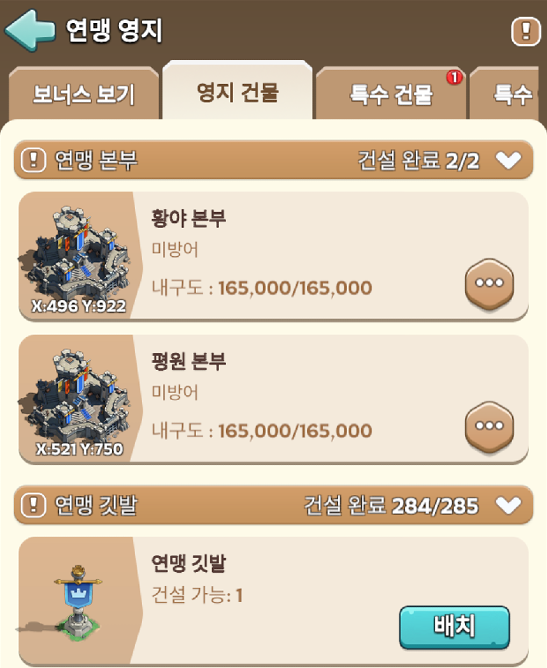 연맹 영지
보너스 보기
영지 건물
특수 건물
1
특수
연맹 본부
건설 완료 2/2
황야 본부
미방어
내구도 : 165,000/165,000
X:496 Y:922
평원 본부
미방어
내구도 : 165,000/165,000
X:521 Y:750
연맹 깃발
건설 완료 284/285
연맹 깃발
건설 가능: 1
배치